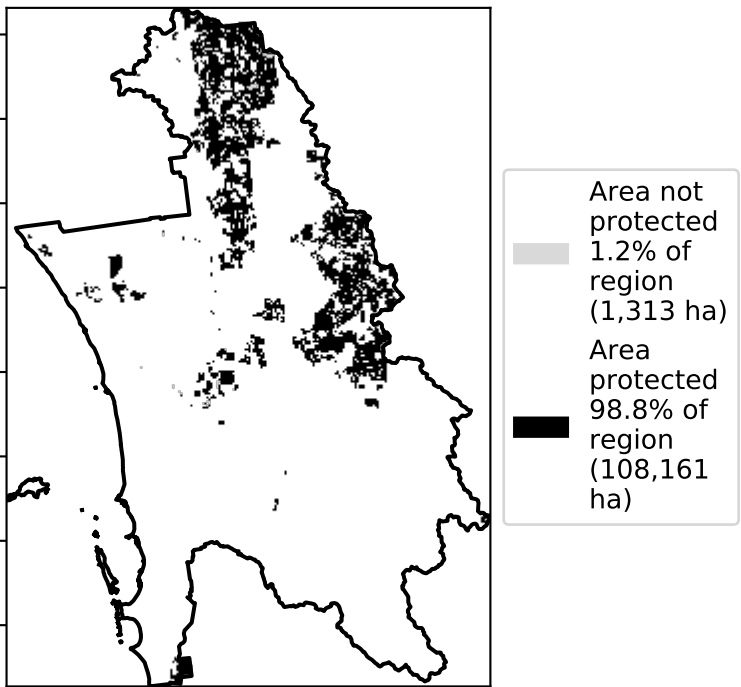 Area not
protected
1.2% of
region
(1,313 ha)
Area
protected
98.8% of
region
(108,161
ha)